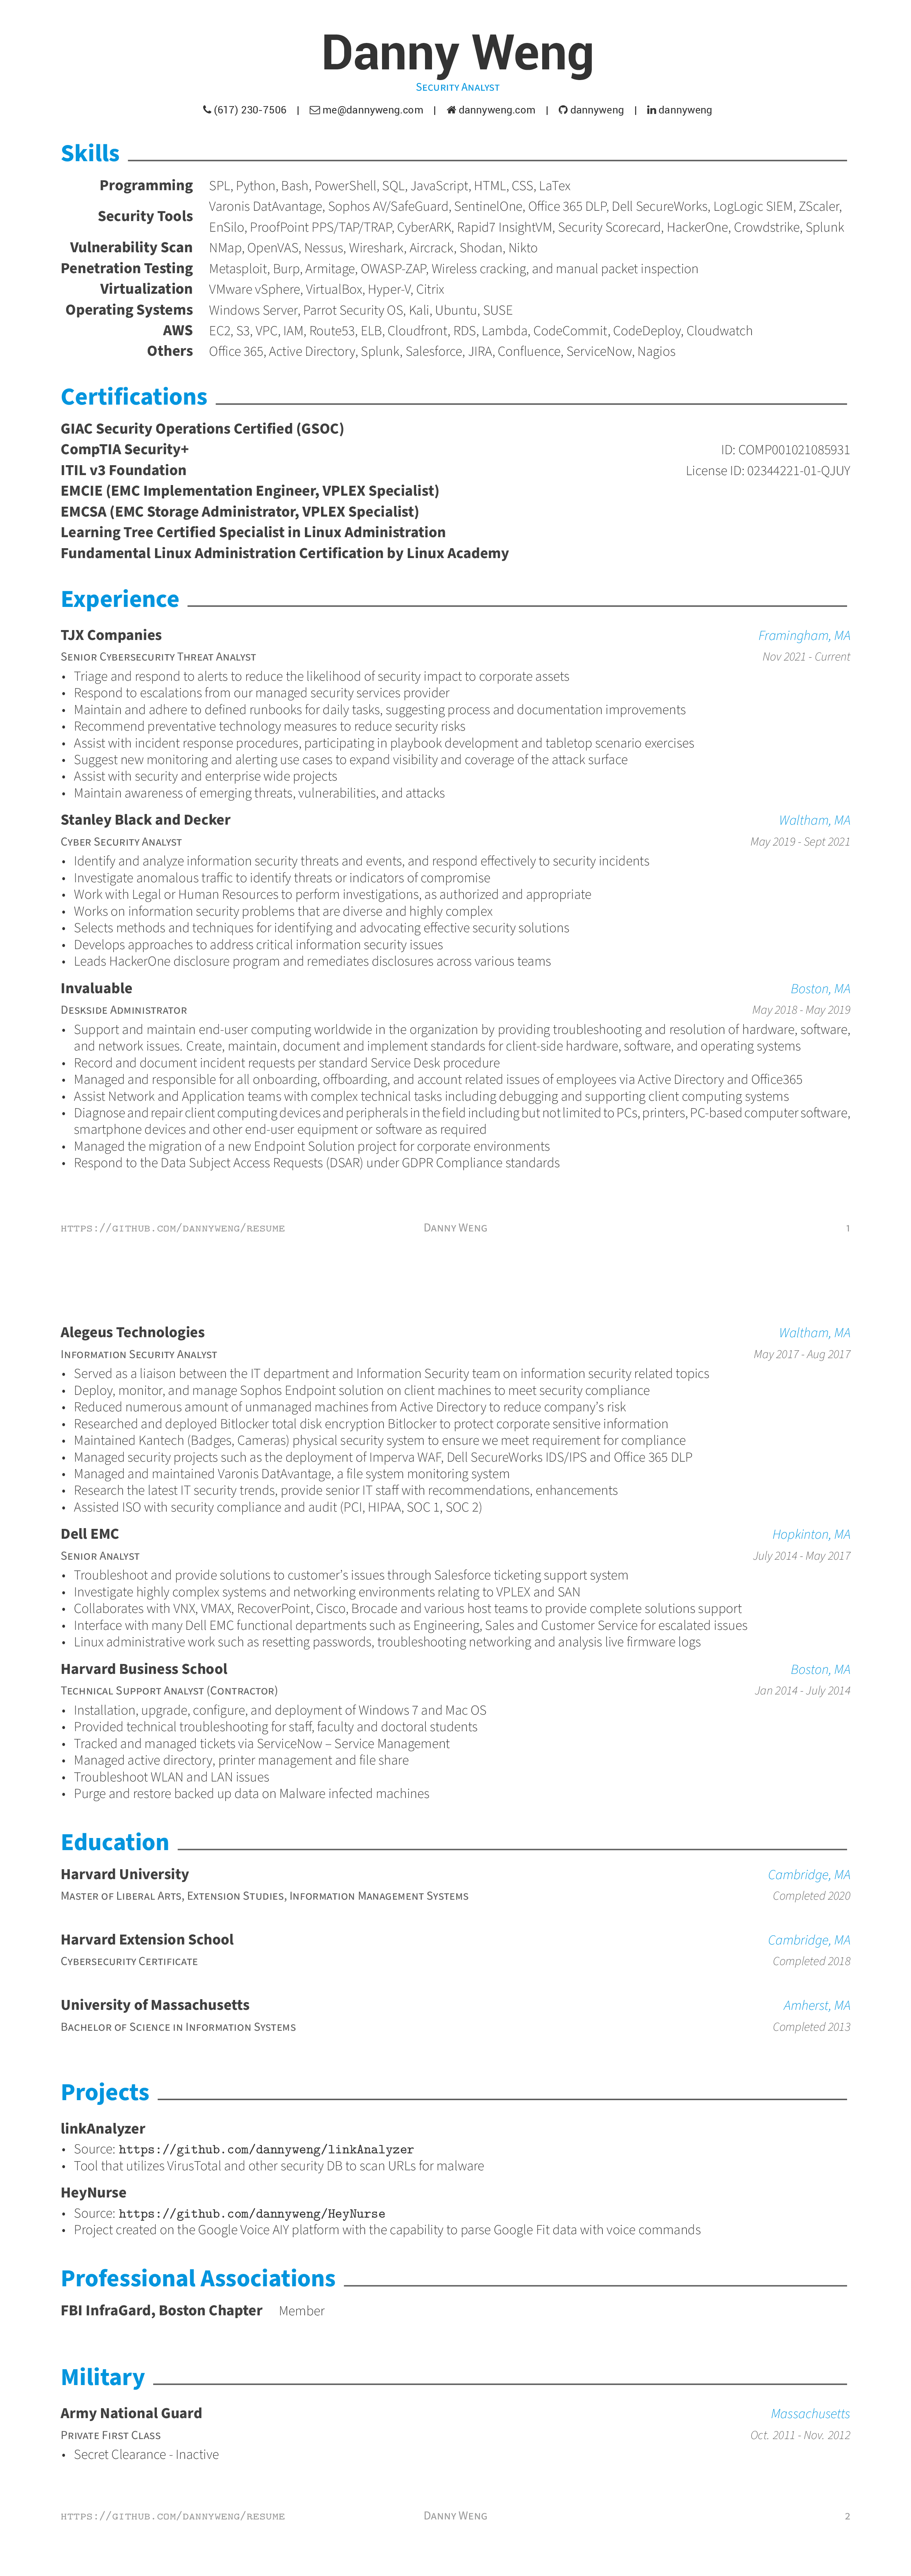 Danny Weng
Security Analyst
(617) 230-7506 | me@dannyweng.com | dannyweng.com | dannyweng | dannyweng
Skills
Programming SPL, Python, Bash, PowerShell, SQL, JavaScript, HTML, CSS, LaTex
Security Tools Varonis DatAvantage, Sophos AV/SafeGuard, SentinelOne, Office 365 DLP, Dell SecureWorks, LogLogic SIEM, ZScaler,
EnSilo, ProofPoint PPS/TAP/TRAP, CyberARK, Rapid7 InsightVM, Security Scorecard, HackerOne, Crowdstrike, Splunk
Vulnerability Scan NMap, OpenVAS, Nessus, Wireshark, Aircrack, Shodan, Nikto
Penetration Testing Metasploit, Burp, Armitage, OWASP-ZAP, Wireless cracking, and manual packet inspection
Virtualization VMware vSphere, VirtualBox, Hyper-V, Citrix
Operating Systems Windows Server, Parrot Security OS, Kali, Ubuntu, SUSE
AWS EC2, S3, VPC, IAM, Route53, ELB, Cloudfront, RDS, Lambda, CodeCommit, CodeDeploy, Cloudwatch
Others Office 365, Active Directory, Splunk, Salesforce, JIRA, Confluence, ServiceNow, Nagios
Certifications
GIAC Security Operations Certified (GSOC)
CompTIA Security+ ID: COMP001021085931
ITIL v3 Foundation License ID: 02344221-01-QJUY
EMCIE (EMC Implementation Engineer, VPLEX Specialist)
EMCSA (EMC Storage Administrator, VPLEX Specialist)
Learning Tree Certified Specialist in Linux Administration
Fundamental Linux Administration Certification by Linux Academy
Experience
TJX Companies Framingham, MA
Senior Cybersecurity Threat Analyst Nov 2021 - Current
• Triage and respond to alerts to reduce the likelihood of security impact to corporate assets
• Respond to escalations from our managed security services provider
• Maintain and adhere to defined runbooks for daily tasks, suggesting process and documentation improvements
• Recommend preventative technology measures to reduce security risks
• Assist with incident response procedures, participating in playbook development and tabletop scenario exercises
• Suggest new monitoring and alerting use cases to expand visibility and coverage of the attack surface
• Assist with security and enterprise wide projects
• Maintain awareness of emerging threats, vulnerabilities, and attacks
Stanley Black and Decker Waltham, MA
Cyber Security Analyst May 2019 - Sept 2021
• Identify and analyze information security threats and events, and respond effectively to security incidents
• Investigate anomalous traffic to identify threats or indicators of compromise
• Work with Legal or Human Resources to perform investigations, as authorized and appropriate
• Works on information security problems that are diverse and highly complex
• Selects methods and techniques for identifying and advocating effective security solutions
• Develops approaches to address critical information security issues
• Leads HackerOne disclosure program and remediates disclosures across various teams
Invaluable Boston, MA
Deskside Administrator May 2018 - May 2019
• Support and maintain end-user computing worldwide in the organization by providing troubleshooting and resolution of hardware, software,
and network issues. Create, maintain, document and implement standards for client-side hardware, software, and operating systems
• Record and document incident requests per standard Service Desk procedure
• Managed and responsible for all onboarding, offboarding, and account related issues of employees via Active Directory and Office365
• Assist Network and Application teams with complex technical tasks including debugging and supporting client computing systems
• Diagnose and repair client computing devices and peripherals in the field including but not limited to PCs, printers, PC-based computer software,
smartphone devices and other end-user equipment or software as required
• Managed the migration of a new Endpoint Solution project for corporate environments
• Respond to the Data Subject Access Requests (DSAR) under GDPR Compliance standards
https://github.com/dannyweng/resume Danny Weng 1
Alegeus Technologies Waltham, MA
Information Security Analyst May 2017 - Aug 2017
• Served as a liaison between the IT department and Information Security team on information security related topics
• Deploy, monitor, and manage Sophos Endpoint solution on client machines to meet security compliance
• Reduced numerous amount of unmanaged machines from Active Directory to reduce company's risk
• Researched and deployed Bitlocker total disk encryption Bitlocker to protect corporate sensitive information
• Maintained Kantech (Badges, Cameras) physical security system to ensure we meet requirement for compliance
• Managed security projects such as the deployment of Imperva WAF, Dell SecureWorks IDS/IPS and Office 365 DLP
• Managed and maintained Varonis DatAvantage, a file system monitoring system
• Research the latest IT security trends, provide senior IT staff with recommendations, enhancements
• Assisted ISO with security compliance and audit (PCI, HIPAA, SOC 1, SOC 2)
Dell EMC Hopkinton, MA
Senior Analyst July 2014 - May 2017
• Troubleshoot and provide solutions to customer's issues through Salesforce ticketing support system
• Investigate highly complex systems and networking environments relating to VPLEX and SAN
• Collaborates with VNX, VMAX, RecoverPoint, Cisco, Brocade and various host teams to provide complete solutions support
• Interface with many Dell EMC functional departments such as Engineering, Sales and Customer Service for escalated issues
• Linux administrative work such as resetting passwords, troubleshooting networking and analysis live firmware logs
Harvard Business School Boston, MA
Technical Support Analyst (Contractor) Jan 2014 - July 2014
• Installation, upgrade, configure, and deployment of Windows 7 and Mac OS
• Provided technical troubleshooting for staff, faculty and doctoral students
• Tracked and managed tickets via ServiceNow – Service Management
• Managed active directory, printer management and file share
• Troubleshoot WLAN and LAN issues
• Purge and restore backed up data on Malware infected machines
Education
Harvard University Cambridge, MA
Master of Liberal Arts, Extension Studies, Information Management Systems Completed 2020
Harvard Extension School Cambridge, MA
Cybersecurity Certificate Completed 2018
University of Massachusetts Amherst, MA
Bachelor of Science in Information Systems Completed 2013
Projects
linkAnalyzer
• Source: https://github.com/dannyweng/linkAnalyzer
• Tool that utilizes VirusTotal and other security DB to scan URLs for malware
HeyNurse
• Source: https://github.com/dannyweng/HeyNurse
• Project created on the Google Voice AIY platform with the capability to parse Google Fit data with voice commands
Professional Associations
FBI InfraGard, Boston Chapter Member
Military
Army National Guard Massachusetts
Private First Class Oct. 2011 - Nov. 2012
• Secret Clearance - Inactive
https://github.com/dannyweng/resume Danny Weng 2